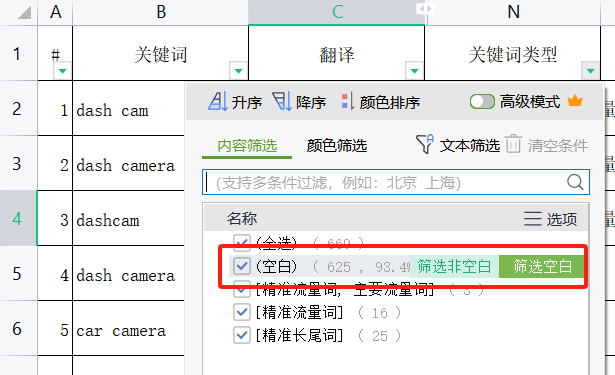 A B C N
1 # 关键词 翻译 关键词类型
升序 降序 颜色排序 高级模式
2 1 dash cam 量
内容筛选 颜色筛选 文本筛选 清空条件
3 2 dash camera
(支持多条件过滤，例如：北京 上海)
4 3 dashcam
名称 选项
(全选) ( 669 )
(空白) ( 625 , 93.4% 筛选非空白 筛选空白
5 4 dash camera
[精准流量词, 主要流量词] ( 3 )
[精准流量词] ( 16 )
6 5 car camera
[精准长尾词] ( 25 )